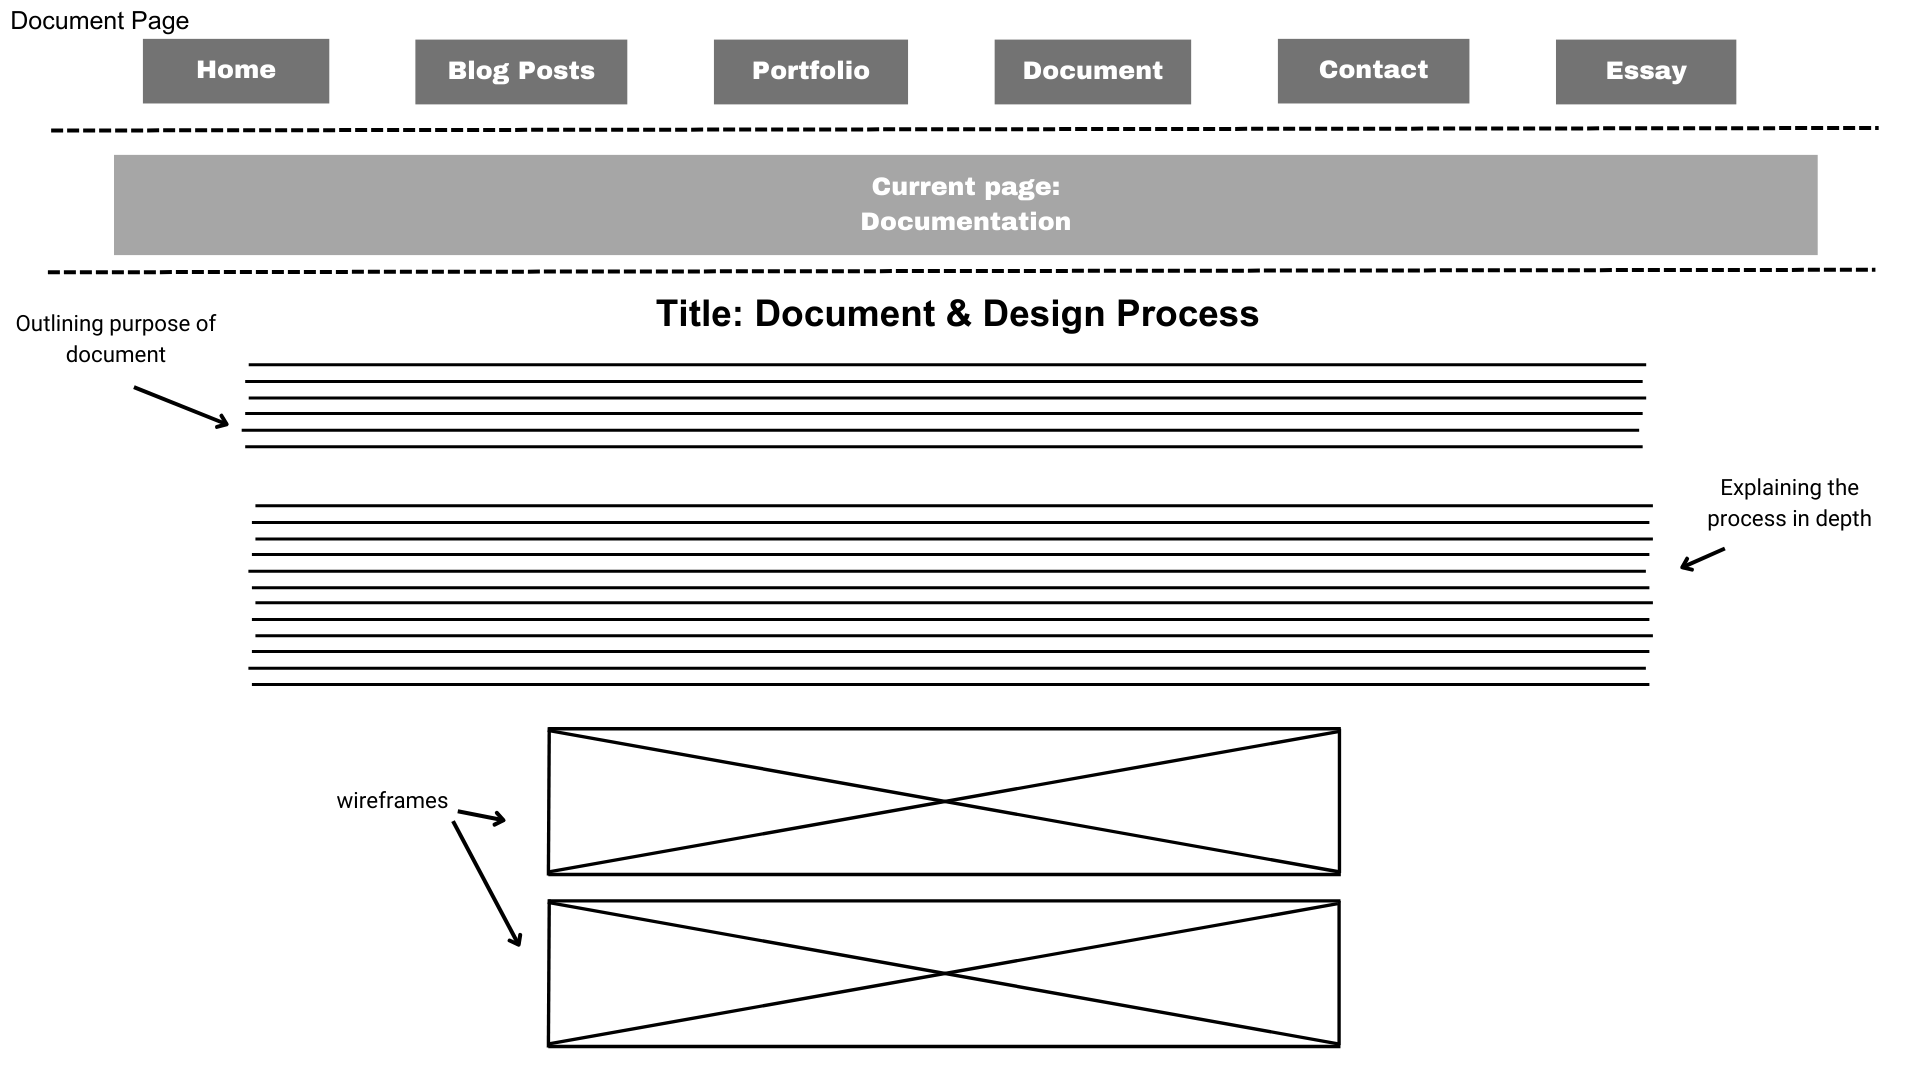 Document Page
Home
Blog Posts
Portfolio
Document
Contact
Essay
Current page:
Documentation
Title: Document & Design Process
Outlining purpose of
document
Explaining the
process in depth
wireframes